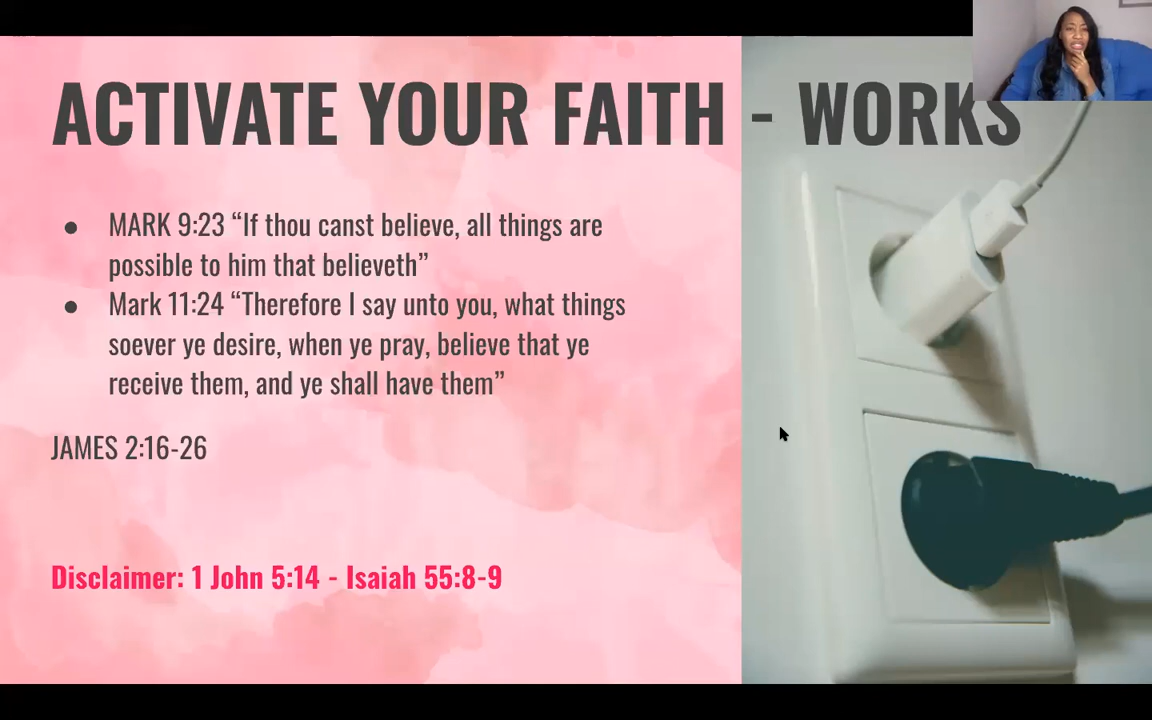 ACTIVATE YOUR FAITH - WORKS
● MARK 9:23 “If thou canst believe, all things are
possible to him that believeth”
● Mark 11:24 “Therefore I say unto you, what things
soever ye desire, when ye pray, believe that ye
receive them, and ye shall have them”
JAMES 2:16-26
Disclaimer: 1 John 5:14 - Isaiah 55:8-9